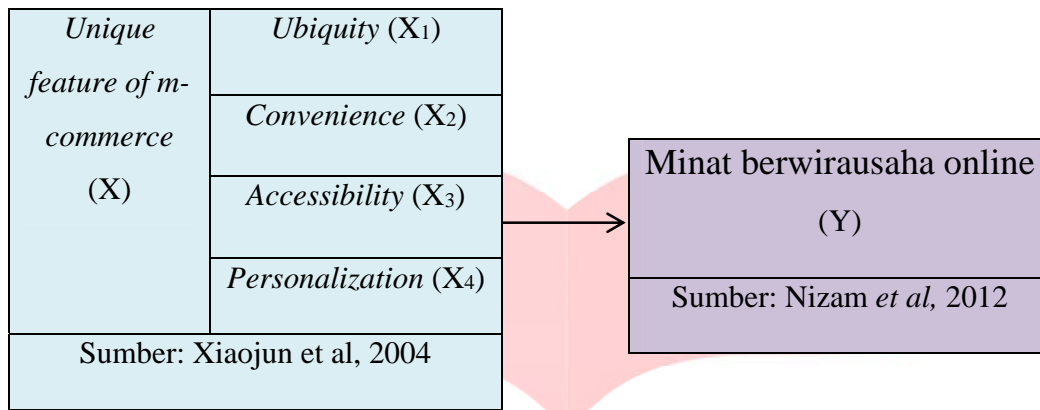 Unique
feature of m-
commerce
(X)
Ubiquity (X₁)
Convenience (X₂)
Accessibility (X₃)
Personalization (X₄)
Sumber: Xiaojun et al, 2004
Minat berwirausaha online
(Y)
Sumber: Nizam et al, 2012